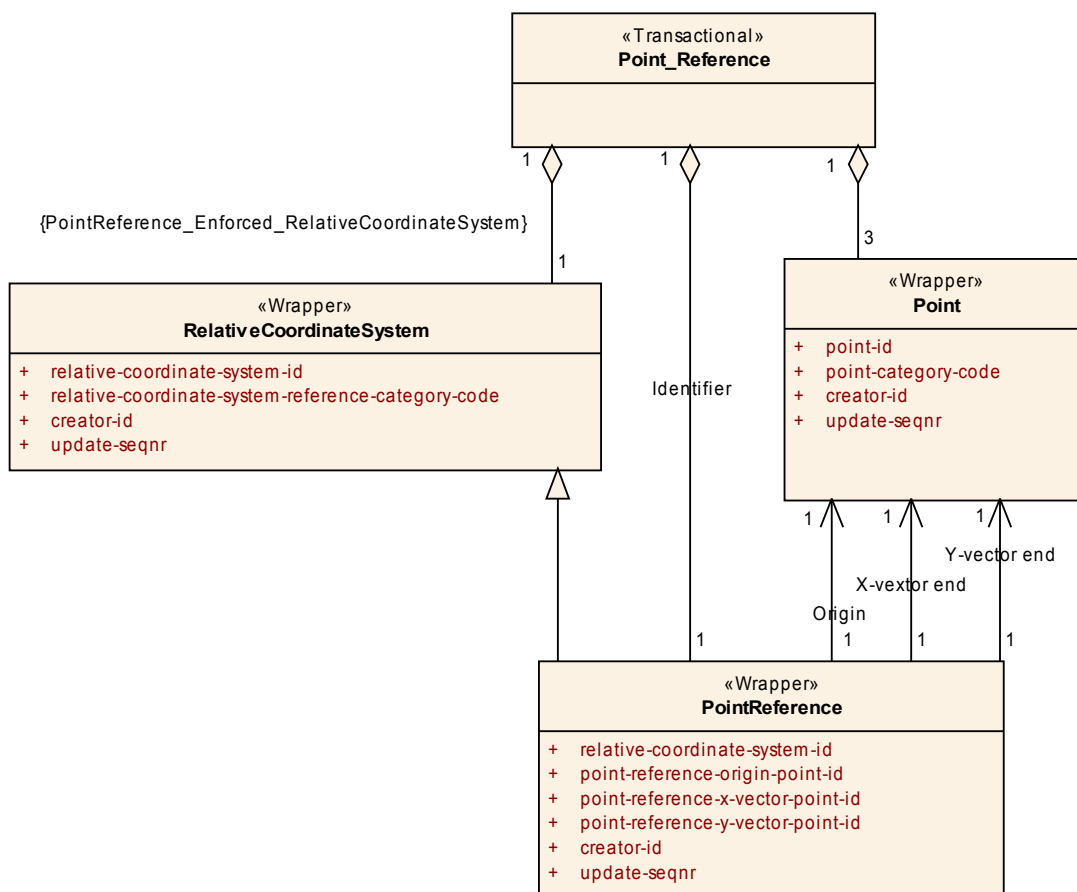 «Transactional»
Point_Reference
1
1
1
{PointReference_Enforced_RelativeCoordinateSystem}
1
3
«Wrapper»
RelativeCoordinateSystem
+ relative-coordinate-system-id
+ relative-coordinate-system-reference-category-code
+ creator-id
+ update-seqnr
«Wrapper»
Point
+ point-id
+ point-category-code
+ creator-id
+ update-seqnr
Identifier
1
1
1
Y-vector end
X-vextor end
Origin
1
1
1
1
«Wrapper»
PointReference
+ relative-coordinate-system-id
+ point-reference-origin-point-id
+ point-reference-x-vector-point-id
+ point-reference-y-vector-point-id
+ creator-id
+ update-seqnr